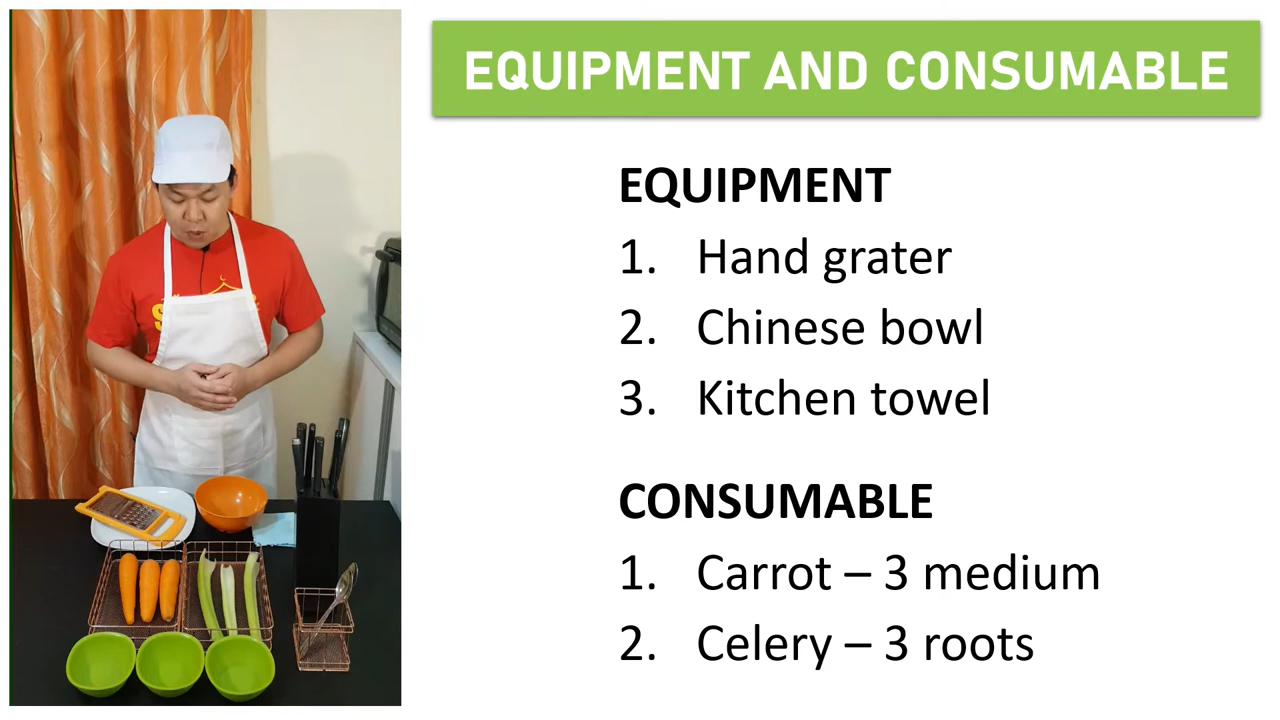 EQUIPMENT AND CONSUMABLE
EQUIPMENT
1. Hand grater
2. Chinese bowl
3. Kitchen towel
CONSUMABLE
1. Carrot – 3 medium
2. Celery – 3 roots